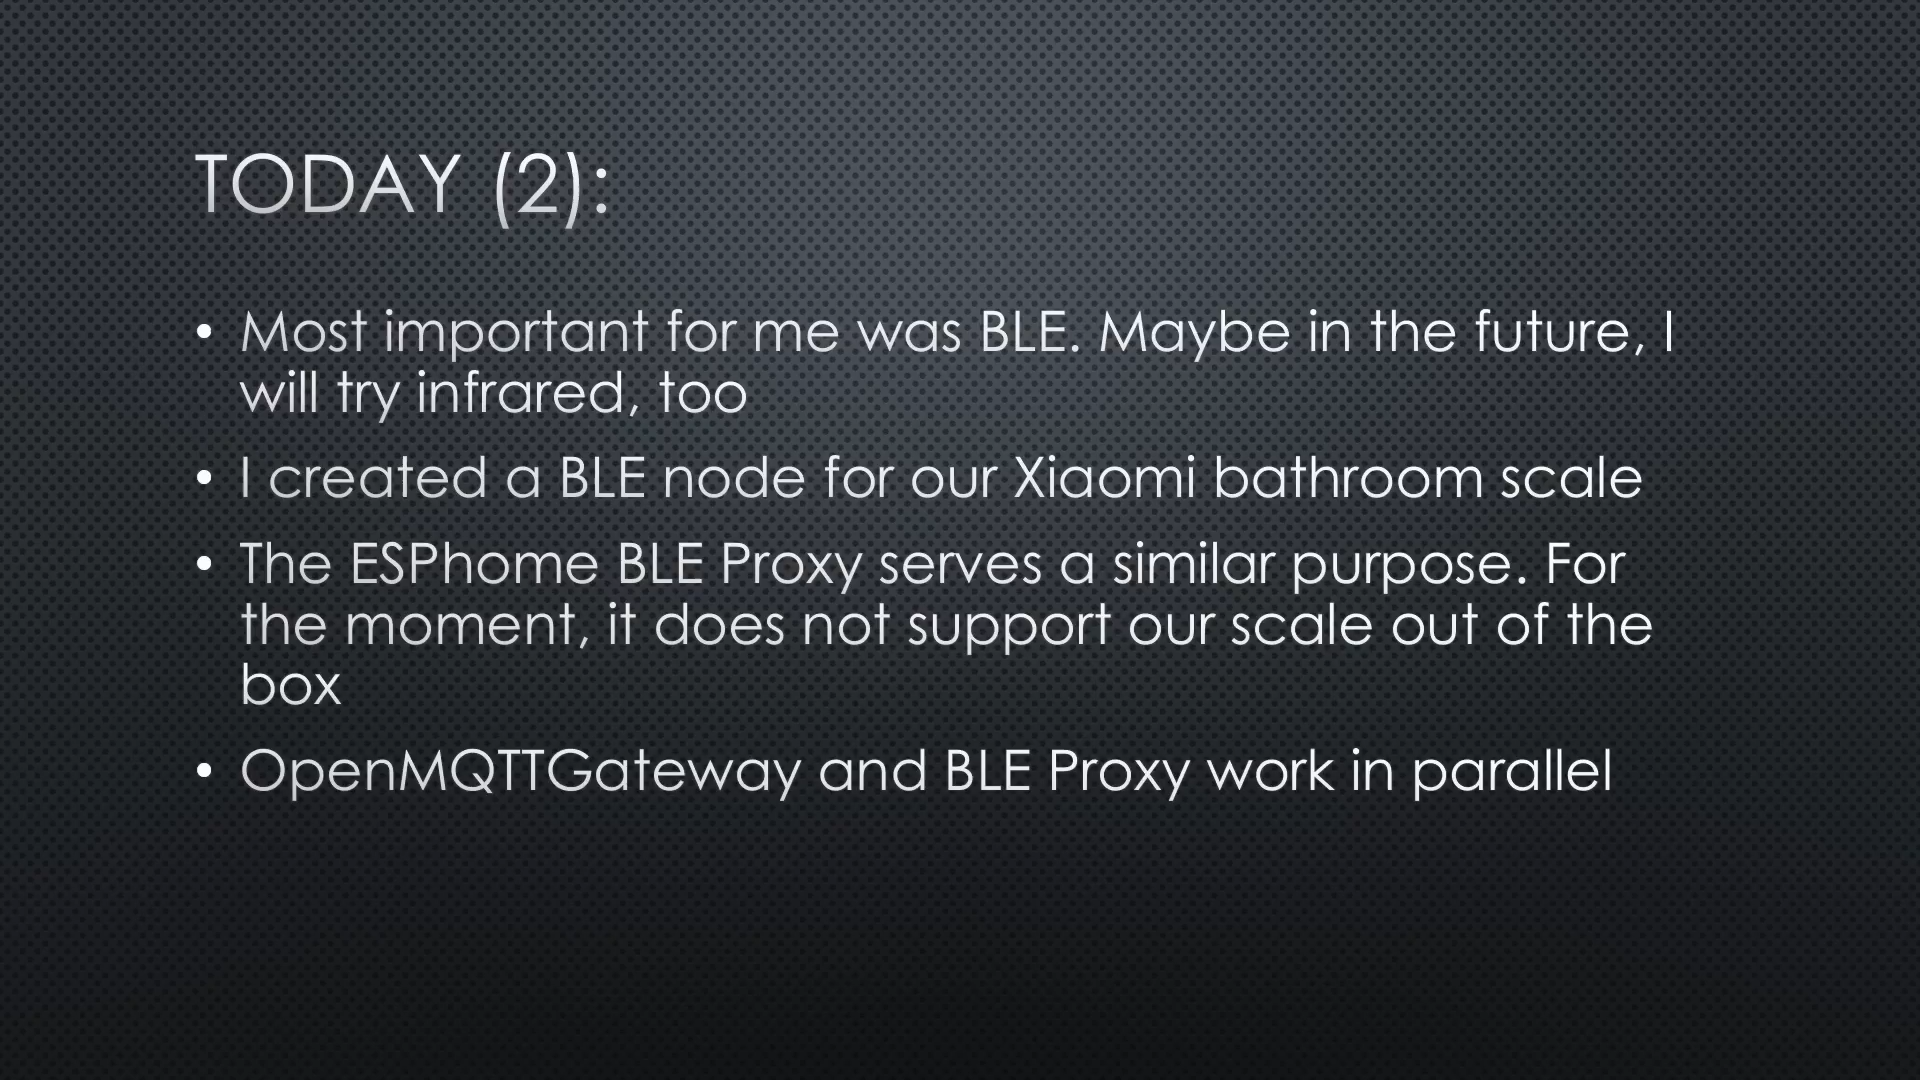 TODAY (2):
• Most important for me was BLE. Maybe in the future, I
will try infrared, too
• I created a BLE node for our Xiaomi bathroom scale
• The ESPhome BLE Proxy serves a similar purpose. For
the moment, it does not support our scale out of the
box
• OpenMQTTGateway and BLE Proxy work in parallel